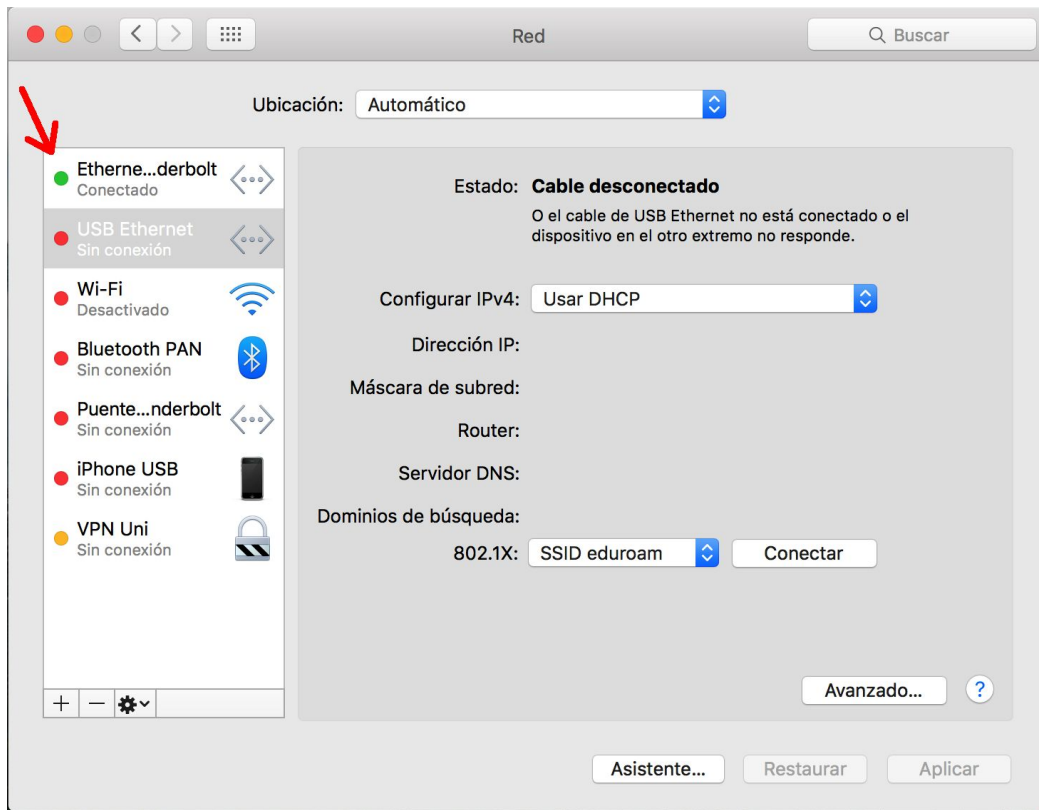 Red
Buscar
Ubicación: Automático
Etherne...derbolt
Conectado
USB Ethernet
Sin conexión
Wi-Fi
Desactivado
Bluetooth PAN
Sin conexión
Puente...nderbolt
Sin conexión
iPhone USB
Sin conexión
VPN Uni
Sin conexión
Estado: Cable desconectado
O el cable de USB Ethernet no está conectado o el
dispositivo en el otro extremo no responde.
Configurar IPv4: Usar DHCP
Dirección IP:
Máscara de subred:
Router:
Servidor DNS:
Dominios de búsqueda:
802.1X: SSID eduroam Conectar
Avanzado... ?
Asistente... Restaurar Aplicar